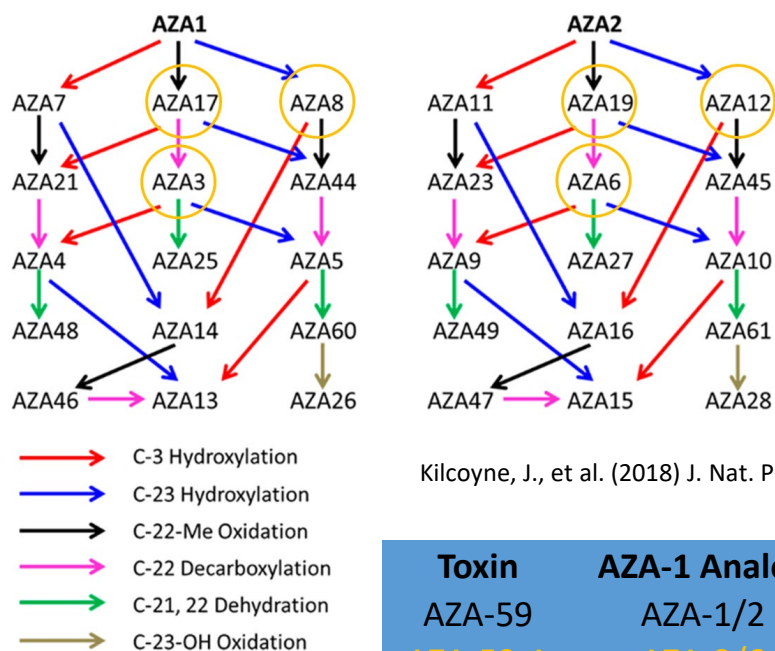 AZA1
AZA2
AZA7
AZA17
AZA8
AZA11
AZA19
AZA12
AZA21
AZA3
AZA44
AZA23
AZA6
AZA45
AZA4
AZA25
AZA5
AZA9
AZA27
AZA10
AZA48
AZA14
AZA60
AZA49
AZA16
AZA61
AZA46
AZA13
AZA26
AZA47
AZA15
AZA28
C-3 Hydroxylation
C-23 Hydroxylation
C-22-Me Oxidation
C-22 Decarboxylation
C-21, 22 Dehydration
C-23-OH Oxidation
Kilcoyne, J., et al. (2018) J. Nat. P
Toxin AZA-1
AZA-59 AZA-1/2